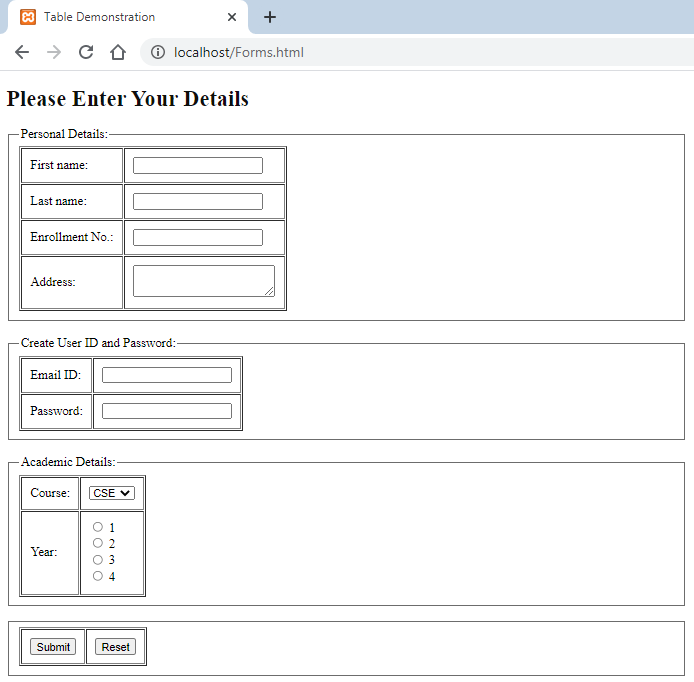 Table Demonstration
localhost/Forms.html
Please Enter Your Details
Personal Details:
First name:
Last name:
Enrollment No.:
Address:
Create User ID and Password:
Email ID:
Password:
Academic Details:
Course: CSE
Year:
1
2
3
4
Submit Reset